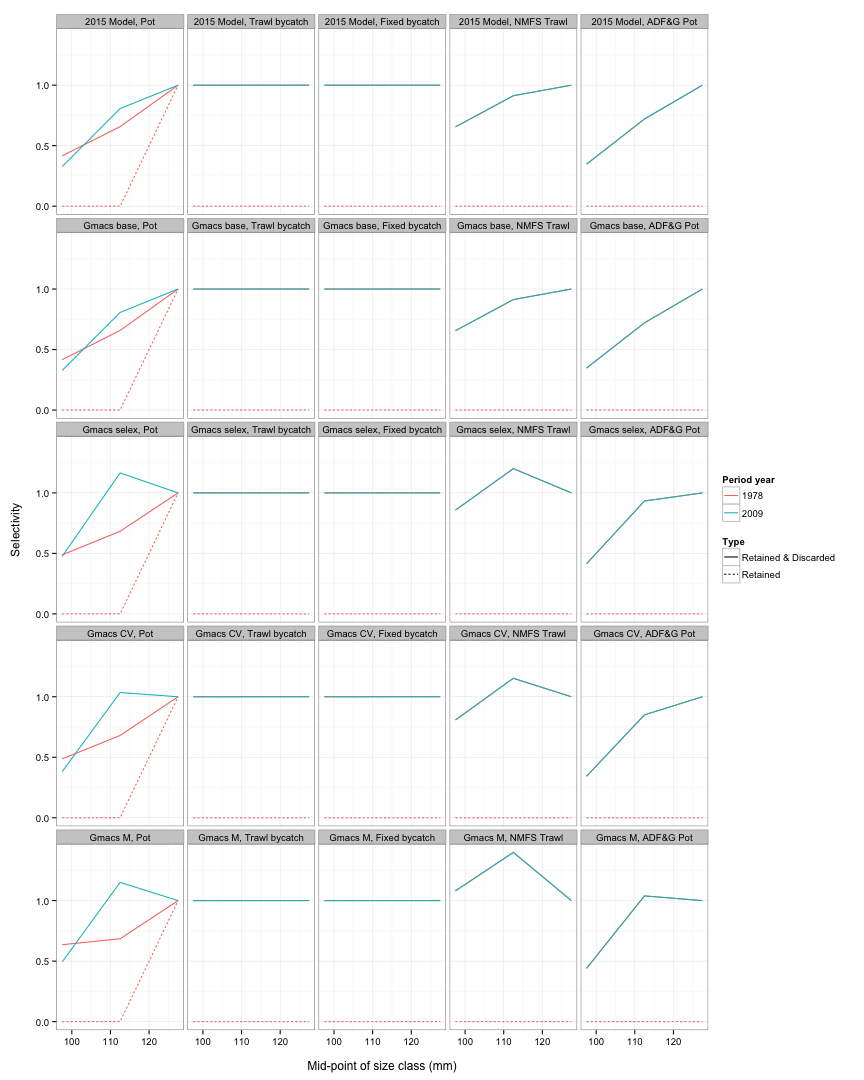 2015 Model, Pot
2015 Model, Trawl bycatch
2015 Model, Fixed bycatch
2015 Model, NMFS Trawl
2015 Model, ADF&G Pot
1.0
0.5
0.0
Gmacs base, Pot
Gmacs base, Trawl bycatch
Gmacs base, Fixed bycatch
Gmacs base, NMFS Trawl
Gmacs base, ADF&G Pot
1.0
0.5
0.0
Gmacs selex, Pot
Gmacs selex, Trawl bycatch
Gmacs selex, Fixed bycatch
Gmacs selex, NMFS Trawl
Gmacs selex, ADF&G Pot
1.0
0.5
0.0
Gmacs CV, Pot
Gmacs CV, Trawl bycatch
Gmacs CV, Fixed bycatch
Gmacs CV, NMFS Trawl
Gmacs CV, ADF&G Pot
1.0
0.5
0.0
Gmacs M, Pot
Gmacs M, Trawl bycatch
Gmacs M, Fixed bycatch
Gmacs M, NMFS Trawl
Gmacs M, ADF&G Pot
1.0
0.5
0.0
100 110 120
100 110 120
100 110 120
100 110 120
100 110 120
Mid-point of size class (mm)
Selectivity
Period year
1978
2009
Type
Retained & Discarded
Retained